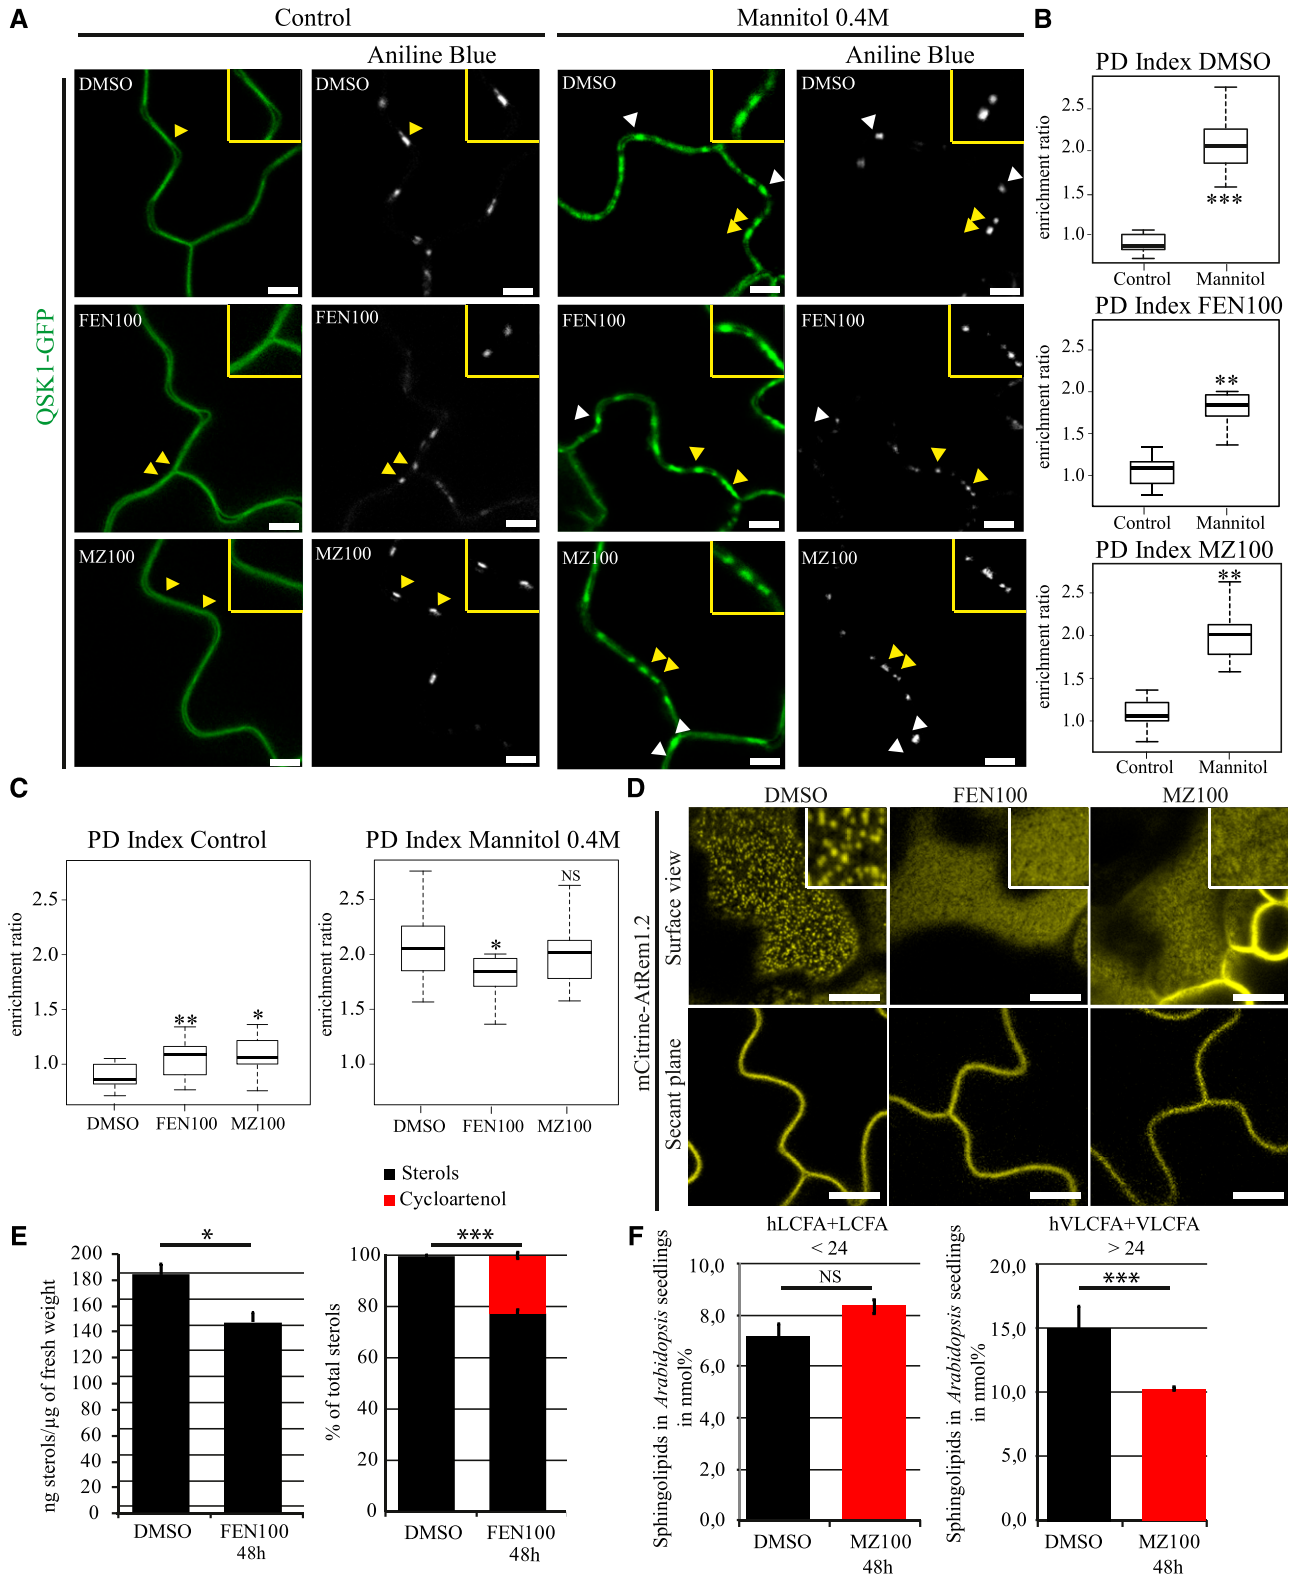 A
Control
Mannitol 0.4M
Aniline Blue
Aniline Blue
QSK1-GFP
DMSO
DMSO
DMSO
DMSO
FEN100
FEN100
FEN100
FEN100
MZ100
MZ100
MZ100
MZ100
B
PD Index DMSO
enrichment ratio
2.5
2.0
1.5
1.0
***
Control
Mannitol
PD Index FEN100
enrichment ratio
2.5
2.0
1.5
1.0
**
Control
Mannitol
PD Index MZ100
enrichment ratio
2.5
2.0
1.5
1.0
**
Control
Mannitol
C
PD Index Control
enrichment ratio
2.5
2.0
1.5
1.0
**
*
DMSO
FEN100
MZ100
PD Index Mannitol 0.4M
enrichment ratio
2.5
2.0
1.5
1.0
*
NS
DMSO
FEN100
MZ100
D
DMSO
FEN100
MZ100
mCitrine-AtRem1.2
Surface view
Secant plane
Sterols
Cycloartenol
E
ng sterols/µg of fresh weight
200
180
160
140
120
100
80
60
40
20
0
*
DMSO
FEN100
48h
% of total sterols
100
80
60
40
20
0
***
DMSO
FEN100
48h
F
hLCFA+LCFA
< 24
Sphingolipids in Arabidopsis seedlings
in nmol%
10,0
8,0
6,0
4,0
2,0
0,0
NS
DMSO
MZ100
48h
hVLCFA+VLCFA
> 24
Sphingolipids in Arabidopsis seedlings
in nmol%
20,0
15,0
10,0
5,0
0,0
***
DMSO
MZ100
48h